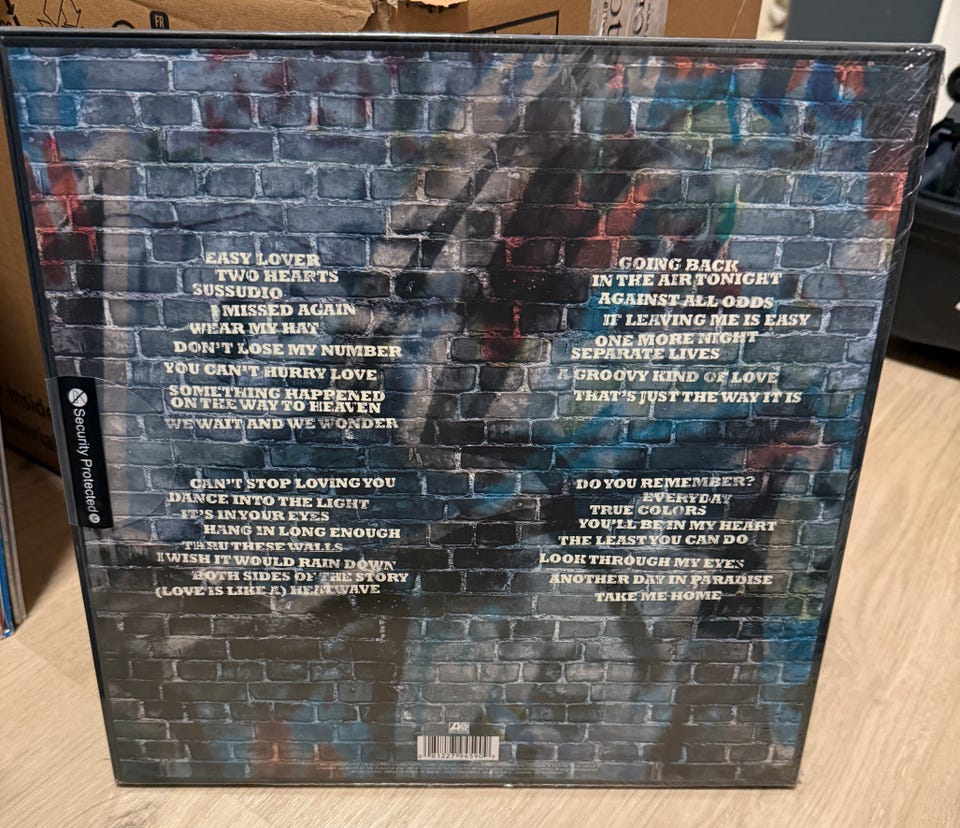 EASY LOVER
TWO HEARTS
SUSSUDIO
I MISSED AGAIN
WEAR MY HAT
DON'T LOSE MY NUMBER
YOU CAN'T HURRY LOVE
SOMETHING HAPPENED
ON THE WAY TO HEAVEN
WE WAIT AND WE WONDER
GOING BACK
IN THE AIR TONIGHT
AGAINST ALL ODDS
IF LEAVING ME IS EASY
ONE MORE NIGHT
SEPARATE LIVES
A GROOVY KIND OF LOVE
THAT'S JUST THE WAY IT IS
CAN'T STOP LOVING YOU
DANCE INTO THE LIGHT
IT'S IN YOUR EYES
HANG IN LONG ENOUGH
THRU THESE WALLS
I WISH IT WOULD RAIN DOWN
BOTH SIDES OF THE STORY
(LOVE IS LIKE A) HEATWAVE
DO YOU REMEMBER?
EVERYDAY
TRUE COLORS
YOU'LL BE IN MY HEART
THE LEAST YOU CAN DO
LOOK THROUGH MY EYES
ANOTHER DAY IN PARADISE
TAKE ME HOME
Security Protected
FR